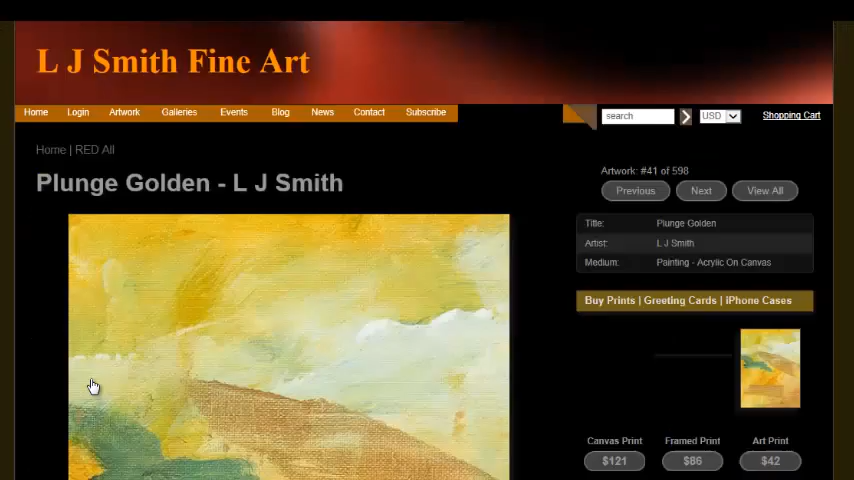 L J Smith Fine Art
Home Login Artwork Galleries Events Blog News Contact Subscribe
search USD Shopping Cart
Home | RED All
Plunge Golden - L J Smith
Artwork: #41 of 598
Previous Next View All
Title: Plunge Golden
Artist: L J Smith
Medium: Painting - Acrylic On Canvas
Buy Prints | Greeting Cards | iPhone Cases
Canvas Print Framed Print Art Print
$121 $86 $42